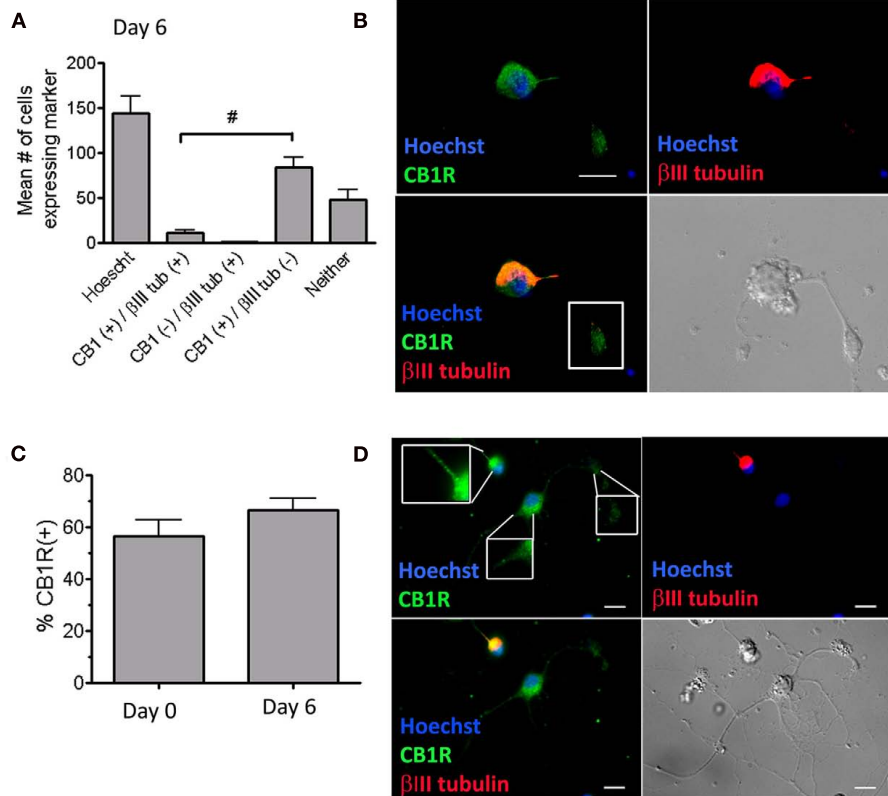 A
Day 6
Mean # of cells
expressing marker
200
150
100
50
0
#
Hoescht
CB1 (+) / βIII tub (+)
CB1 (-) / βIII tub (+)
CB1 (+) / βIII tub (-)
Neither
B
Hoechst
CB1R
Hoechst
βIII tubulin
Hoechst
CB1R
βIII tubulin
C
% CB1R(+)
80
60
40
20
0
Day 0
Day 6
D
Hoechst
CB1R
Hoechst
βIII tubulin
Hoechst
CB1R
βIII tubulin